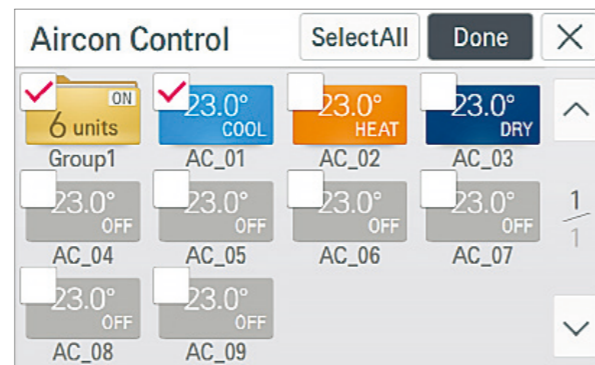 Aircon Control SelectAll Done
ON
6 units
Group1
23.0°
COOL
AC_01
23.0°
HEAT
AC_02
23.0°
DRY
AC_03
23.0°
OFF
AC_04
23.0°
OFF
AC_05
23.0°
OFF
AC_06
23.0°
OFF
AC_07
23.0°
OFF
AC_08
23.0°
OFF
AC_09
1
1